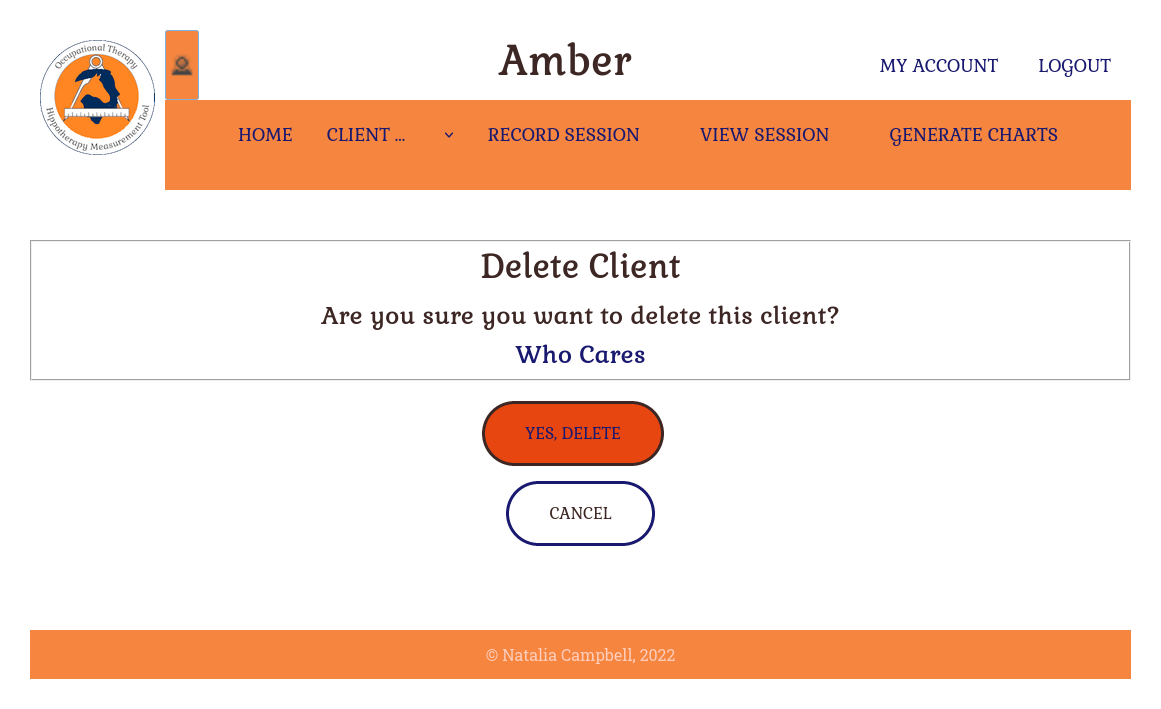 Occupational Therapy
Hippotherapy Measurement Tool
Amber
MY ACCOUNT
LOGOUT
HOME
CLIENT ...
RECORD SESSION
VIEW SESSION
GENERATE CHARTS
Delete Client
Are you sure you want to delete this client?
Who Cares
YES, DELETE
CANCEL
© Natalia Campbell, 2022